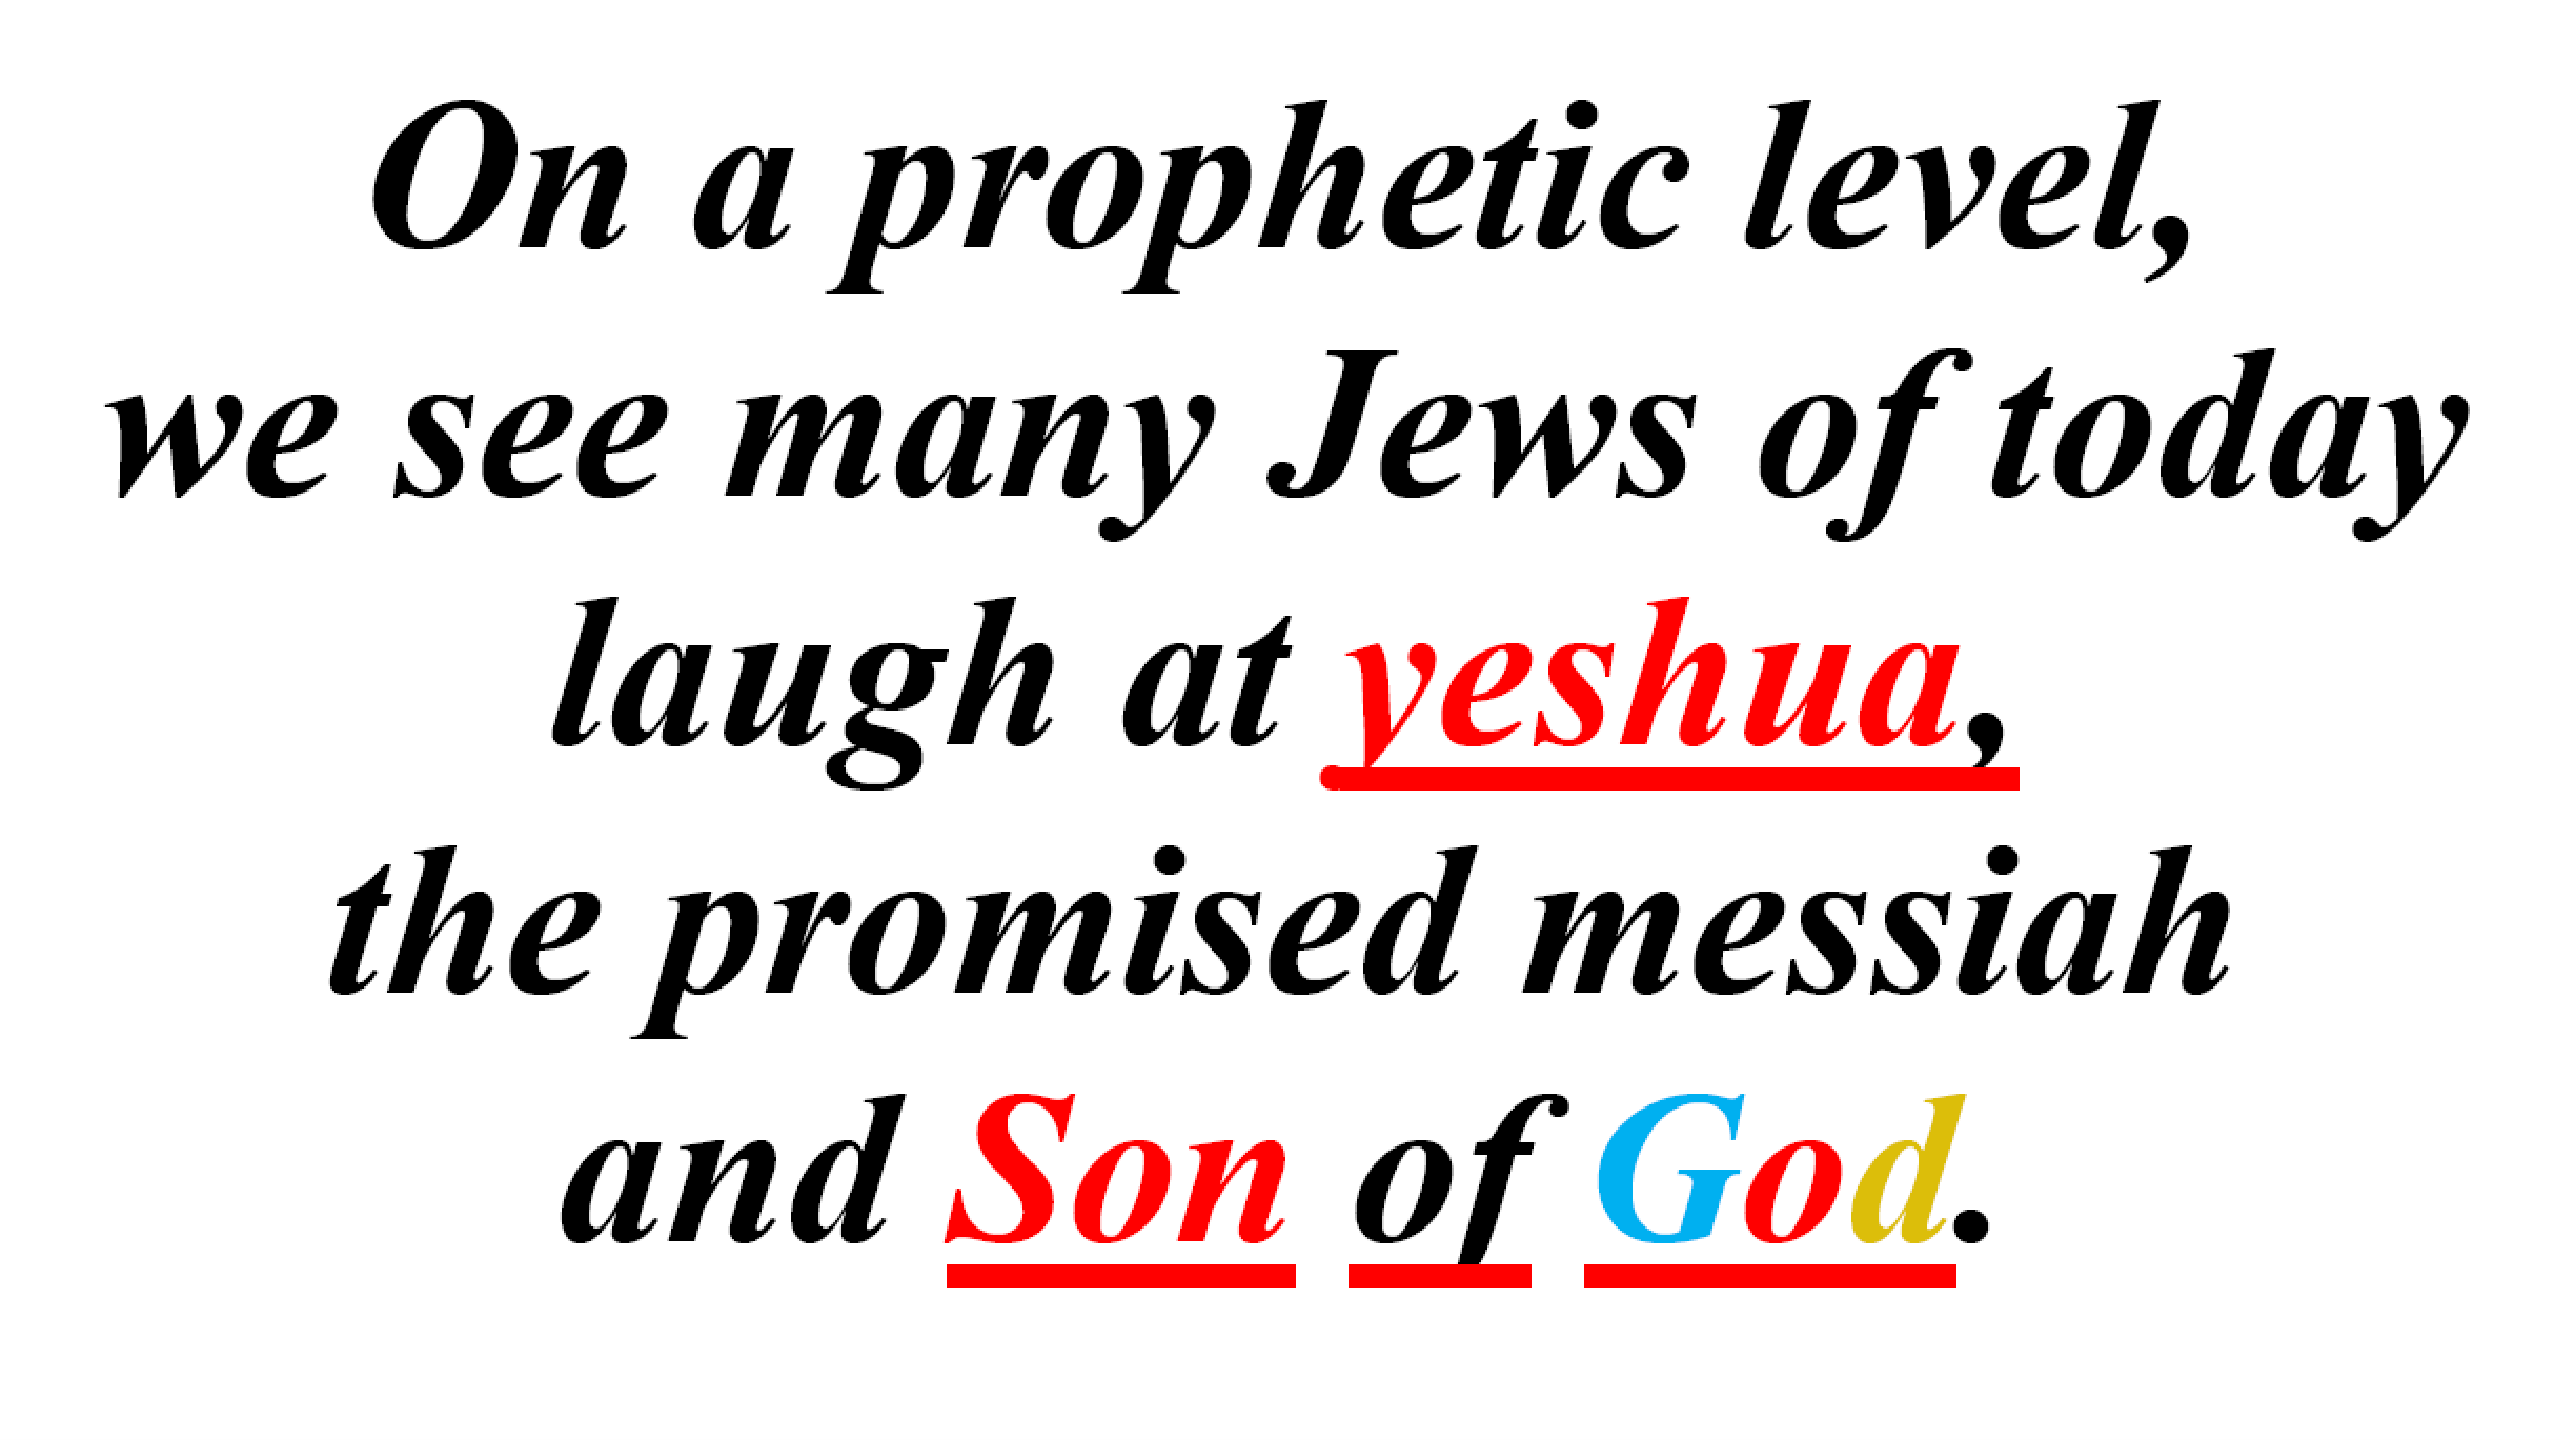 On a prophetic level,
we see many Jews of today
laugh at yeshua,
the promised messiah
and Son of God.